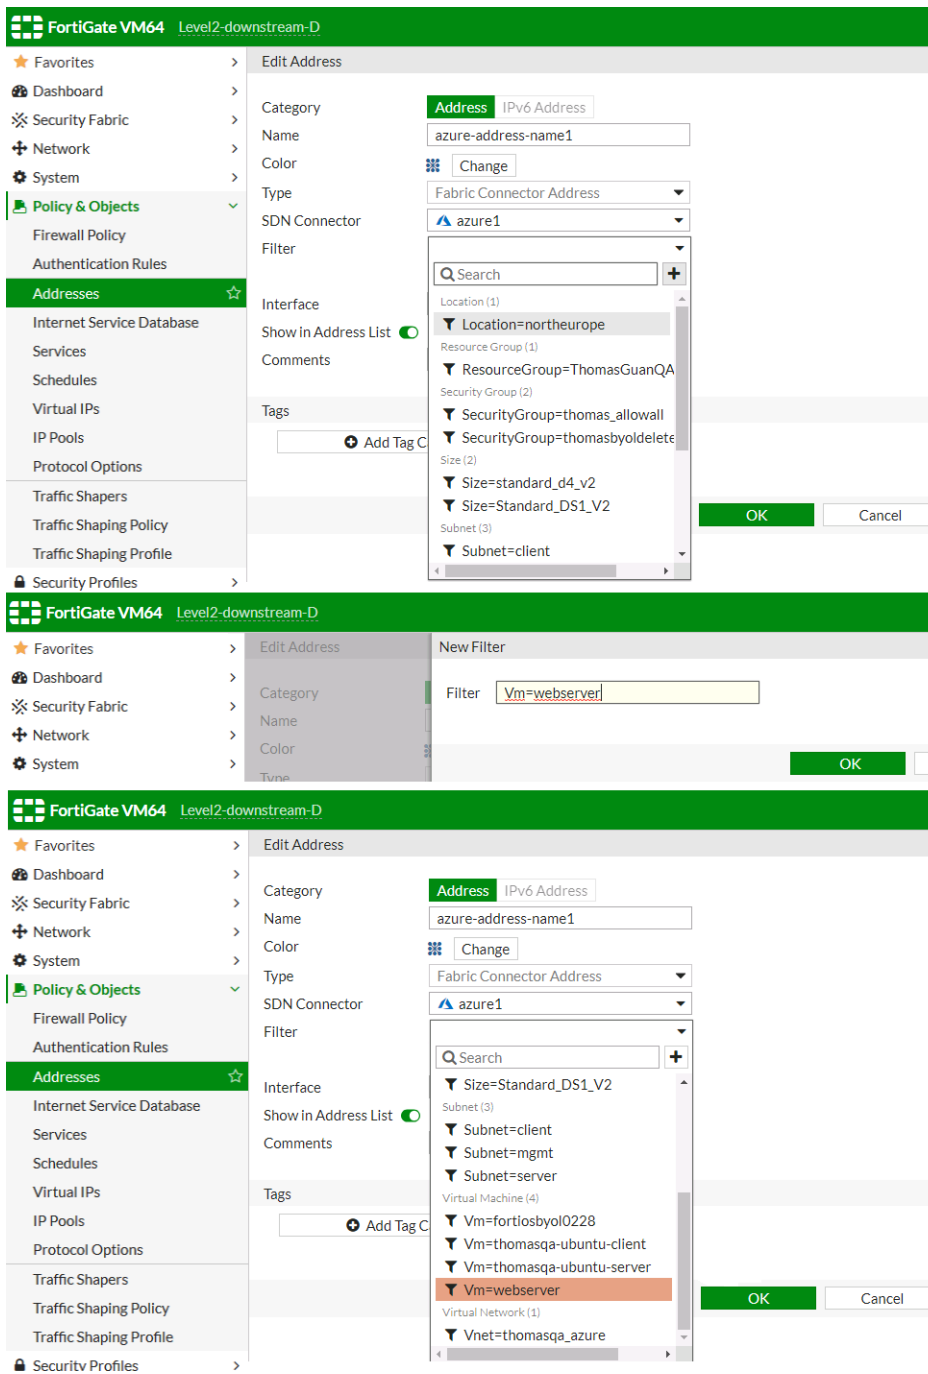 FortiGate VM64 Level2-downstream-D
Favorites
Edit Address
Dashboard
Category Address IPv6 Address
Security Fabric
Name azure-address-name1
Network
Color Change
System
Type Fabric Connector Address
Policy & Objects
SDN Connector azure1
Firewall Policy
Filter
Authentication Rules
Search
Addresses
Interface
Location (1)
Internet Service Database
Location=northeurope
Show in Address List
Resource Group (1)
Services
Comments
ResourceGroup=ThomasGuanQA
Schedules
Security Group (2)
Virtual IPs
Tags
SecurityGroup=thomas_allowall
IP Pools
Add Tag C
SecurityGroup=thomasbyoldelete
Protocol Options
Size (2)
Size=standard_d4_v2
Traffic Shapers
Size=Standard_DS1_V2
OK Cancel
Traffic Shaping Policy
Subnet (3)
Traffic Shaping Profile
Subnet=client
Security Profiles
FortiGate VM64 Level2-downstream-D
Favorites
Edit Address
New Filter
Dashboard
Category
Filter Vm=webserver
Security Fabric
Name
Network
Color
System
Type
OK
FortiGate VM64 Level2-downstream-D
Favorites
Edit Address
Dashboard
Category Address IPv6 Address
Security Fabric
Name azure-address-name1
Network
Color Change
System
Type Fabric Connector Address
Policy & Objects
SDN Connector azure1
Firewall Policy
Filter
Authentication Rules
Search
Addresses
Interface
Size=Standard_DS1_V2
Internet Service Database
Subnet (3)
Show in Address List
Subnet=client
Services
Comments
Subnet=mgmt
Schedules
Subnet=server
Virtual IPs
Tags
Virtual Machine (4)
IP Pools
Add Tag C
Vm=fortiosbyol0228
Protocol Options
Vm=thomasqa-ubuntu-client
Vm=thomasqa-ubuntu-server
Traffic Shapers
Vm=webserver
OK Cancel
Traffic Shaping Policy
Virtual Network (1)
Traffic Shaping Profile
Vnet=thomasqa_azure
Security Profiles